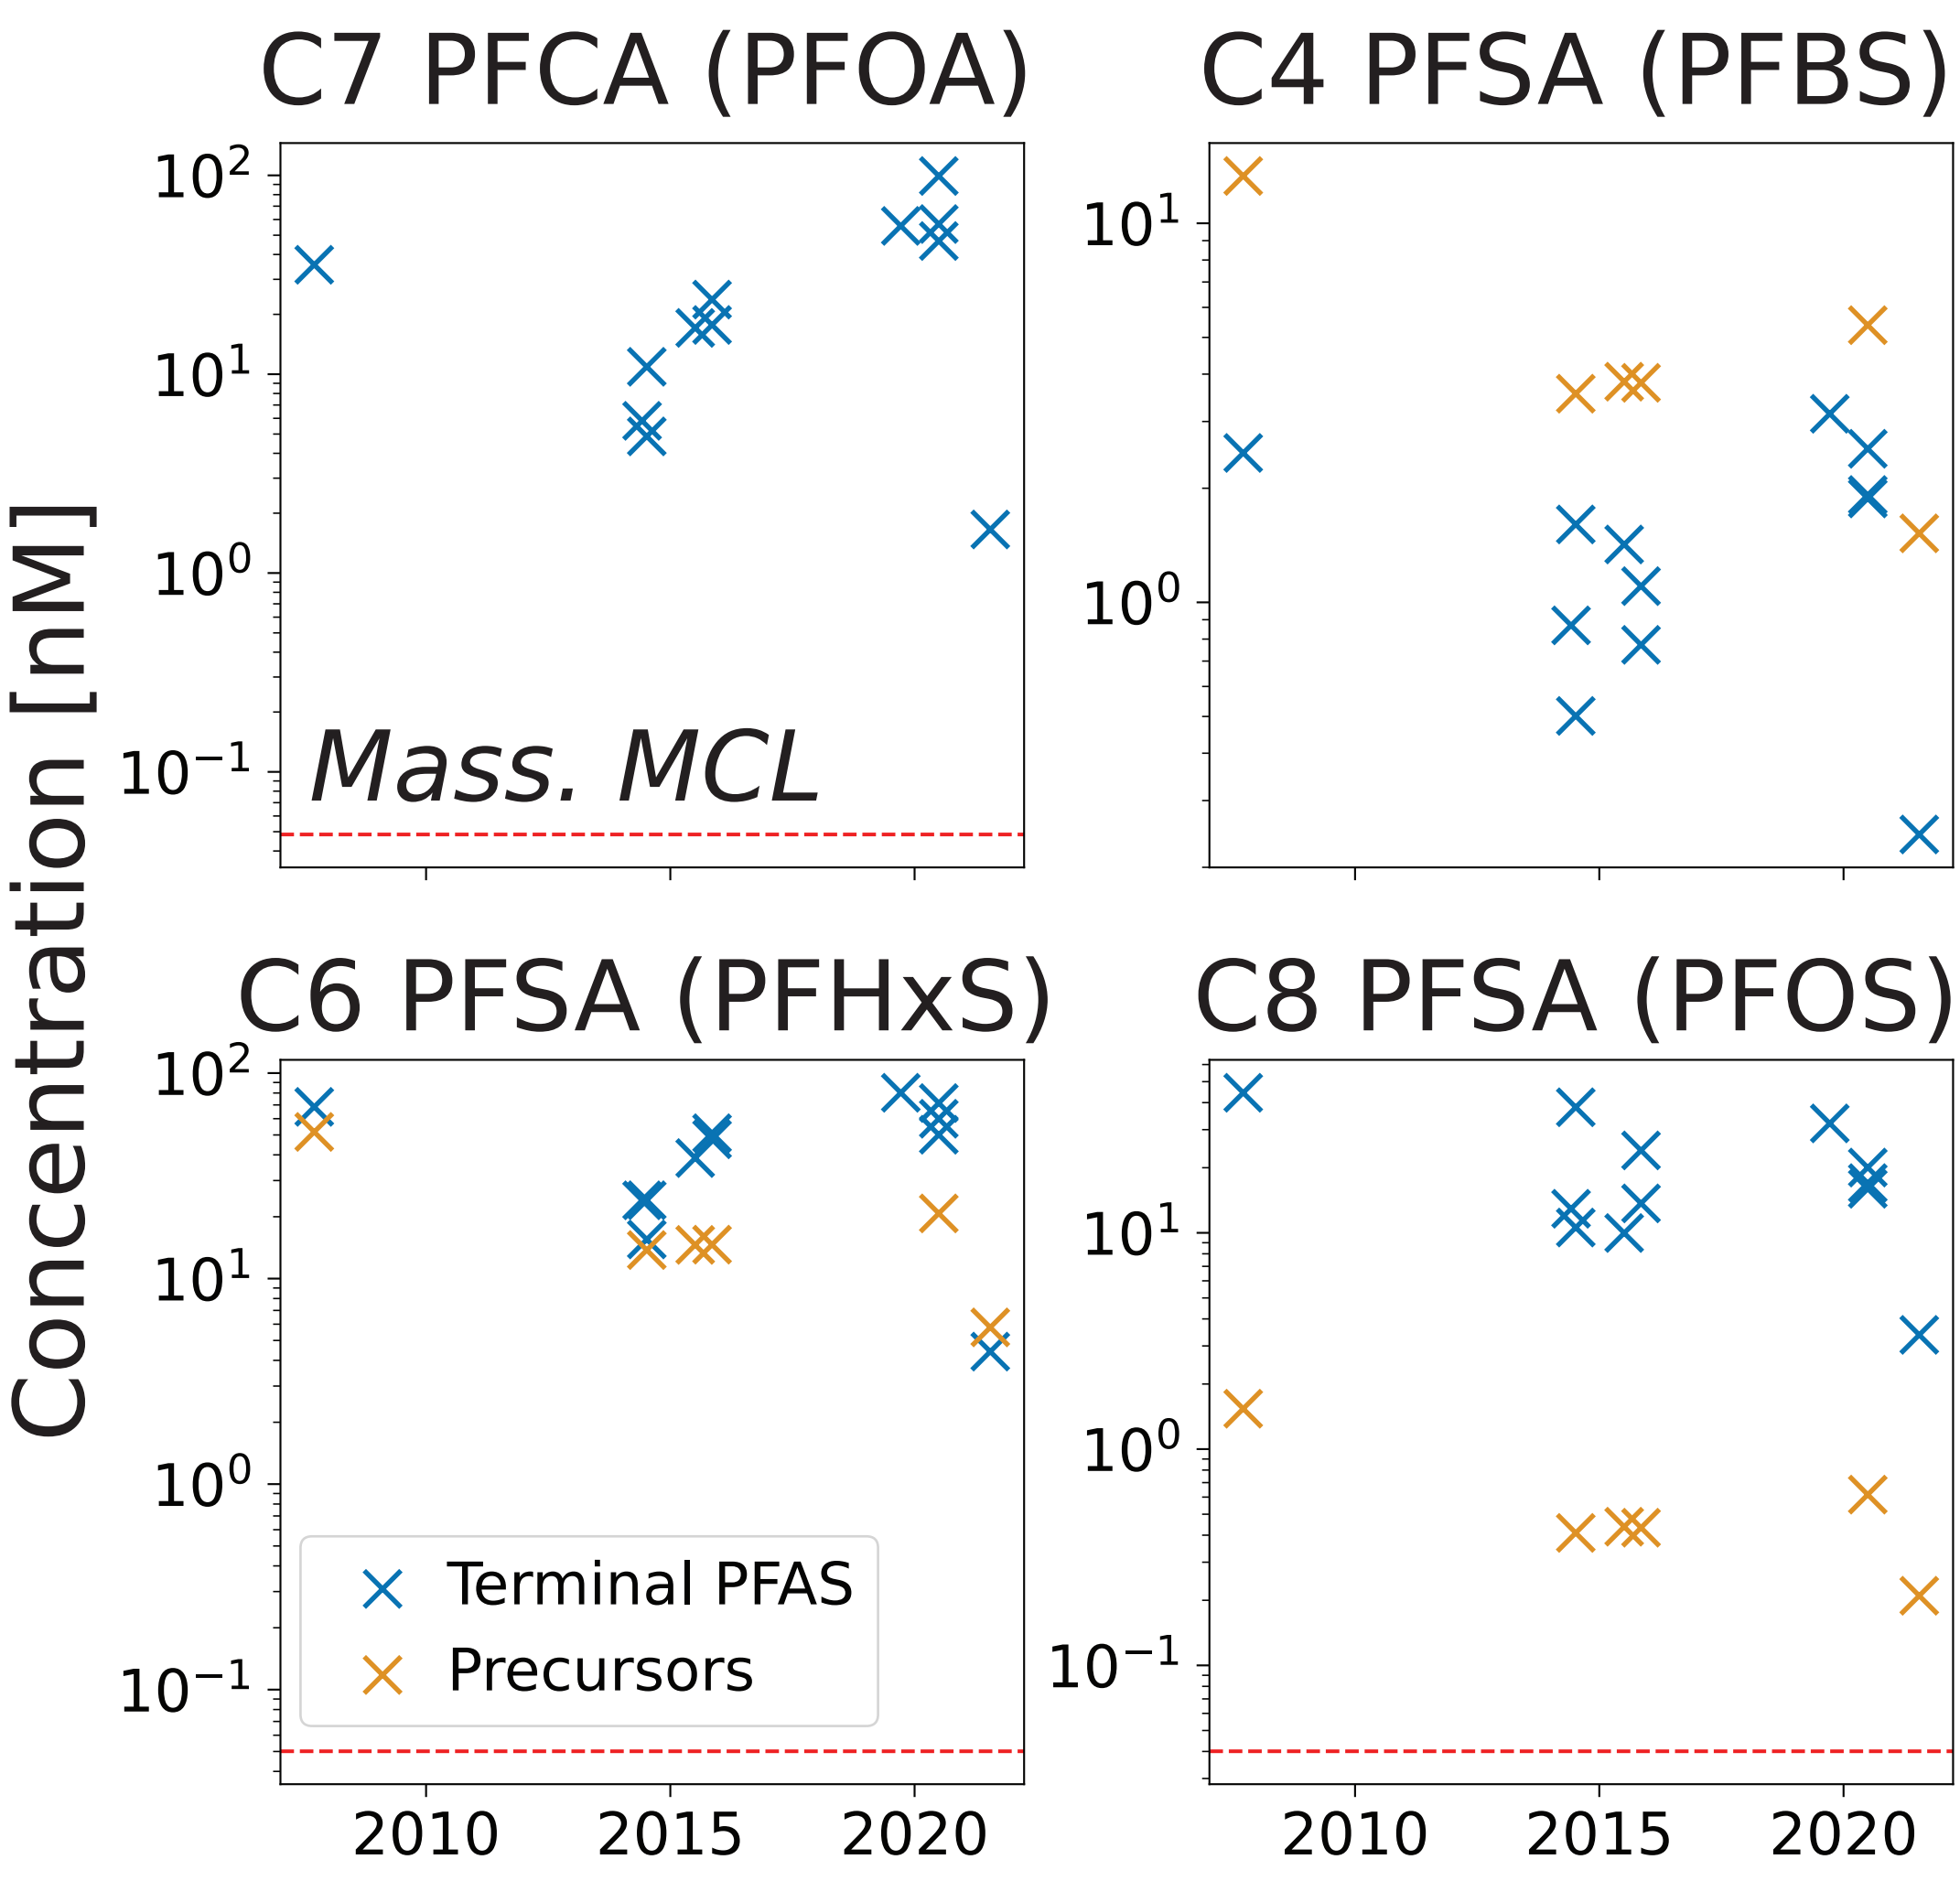 C7 PFCA (PFOA)
C4 PFSA (PFBS)
10²
10¹
10⁰
10⁻¹
Mass. MCL
10¹
10⁰
Concentration [nM]
C6 PFSA (PFHxS)
C8 PFSA (PFOS)
10²
10¹
10⁰
10⁻¹
Terminal PFAS
Precursors
2010 2015 2020
10¹
10⁰
10⁻¹
2010 2015 2020